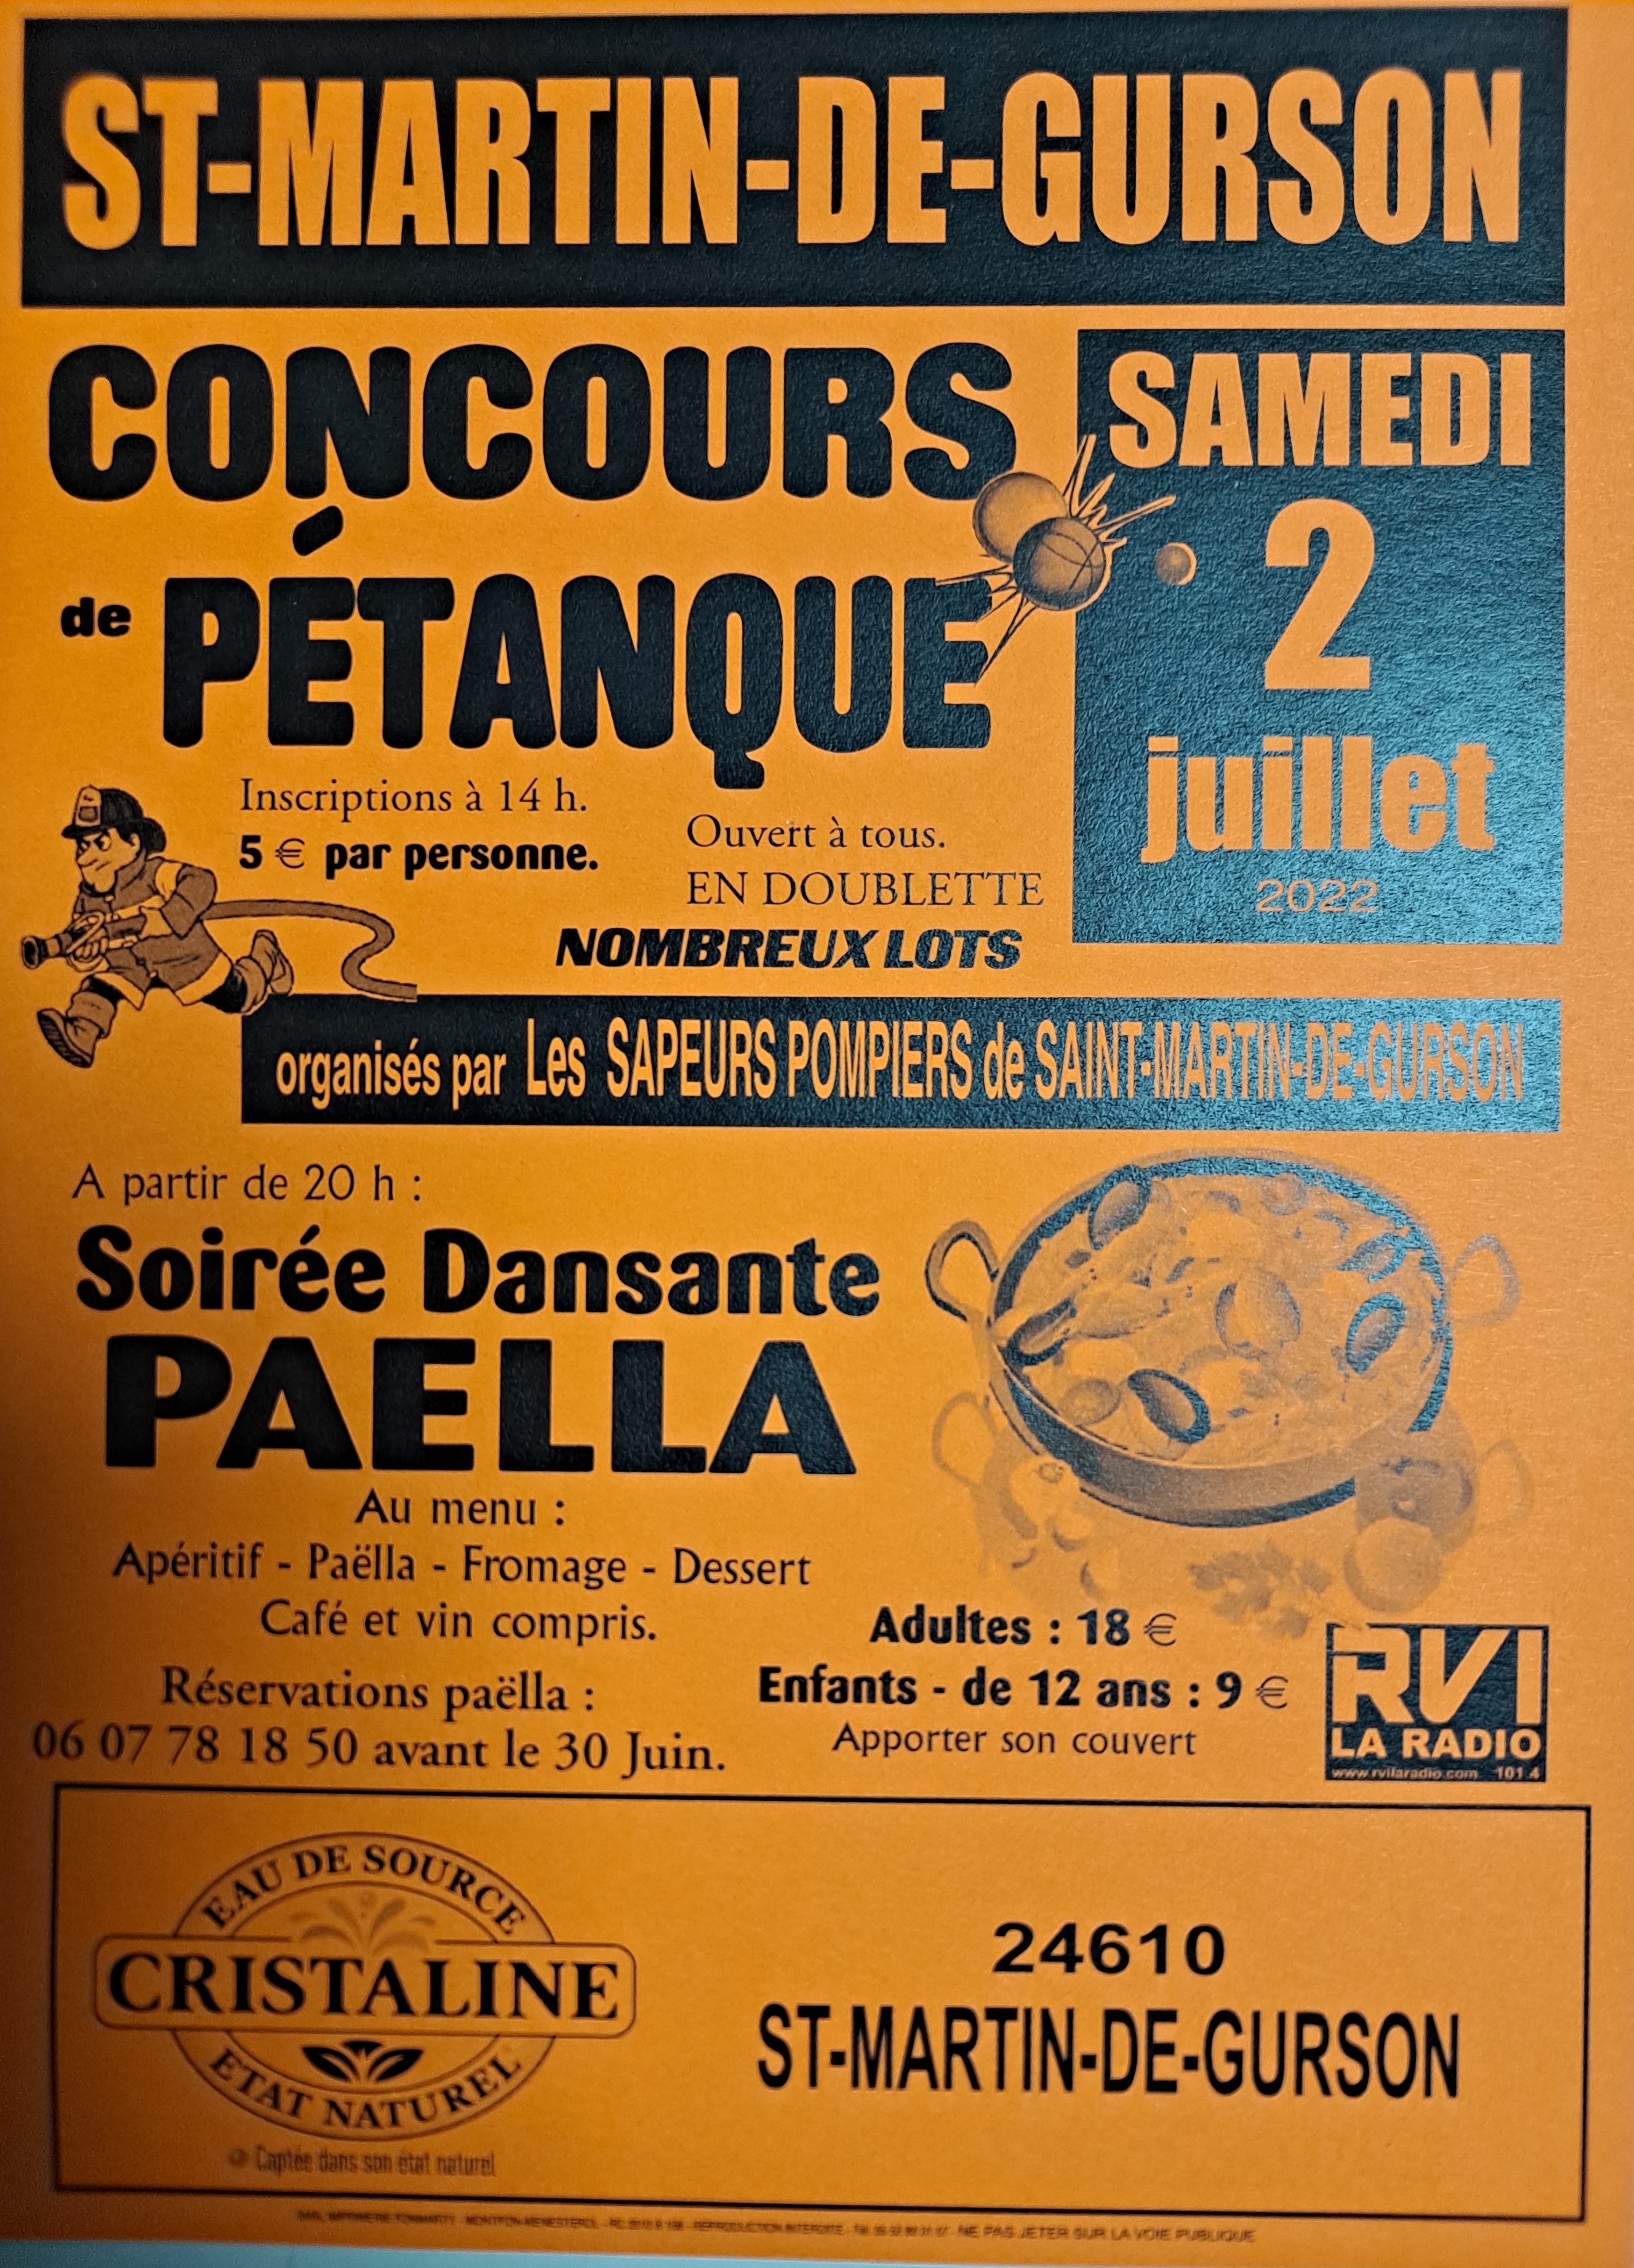 ST-MARTIN-DE-GURSON
CONCOURS
de PÉTANQUE
SAMEDI
2
juillet
2022
Inscriptions à 14 h.
5 € par personne.
Ouvert à tous.
EN DOUBLETTE
NOMBREUX LOTS
organisés par Les SAPEURS POMPIERS de SAINT-MARTIN-DE-GURSON
A partir de 20 h :
Soirée Dansante
PAELLA
Au menu :
Apéritif - Paëlla - Fromage - Dessert
Café et vin compris.
Réservations paëlla :
06 07 78 18 50 avant le 30 Juin.
Adultes : 18 €
Enfants - de 12 ans : 9 €
Apporter son couvert
RVI
LA RADIO
www.rvilaradio.com 101.4
EAU DE SOURCE
CRISTALINE
ETAT NATUREL
Captée dans son état naturel
24610
ST-MARTIN-DE-GURSON
REPRODUCTION INTERDITE - NE PAS JETER SUR LA VOIE PUBLIQUE